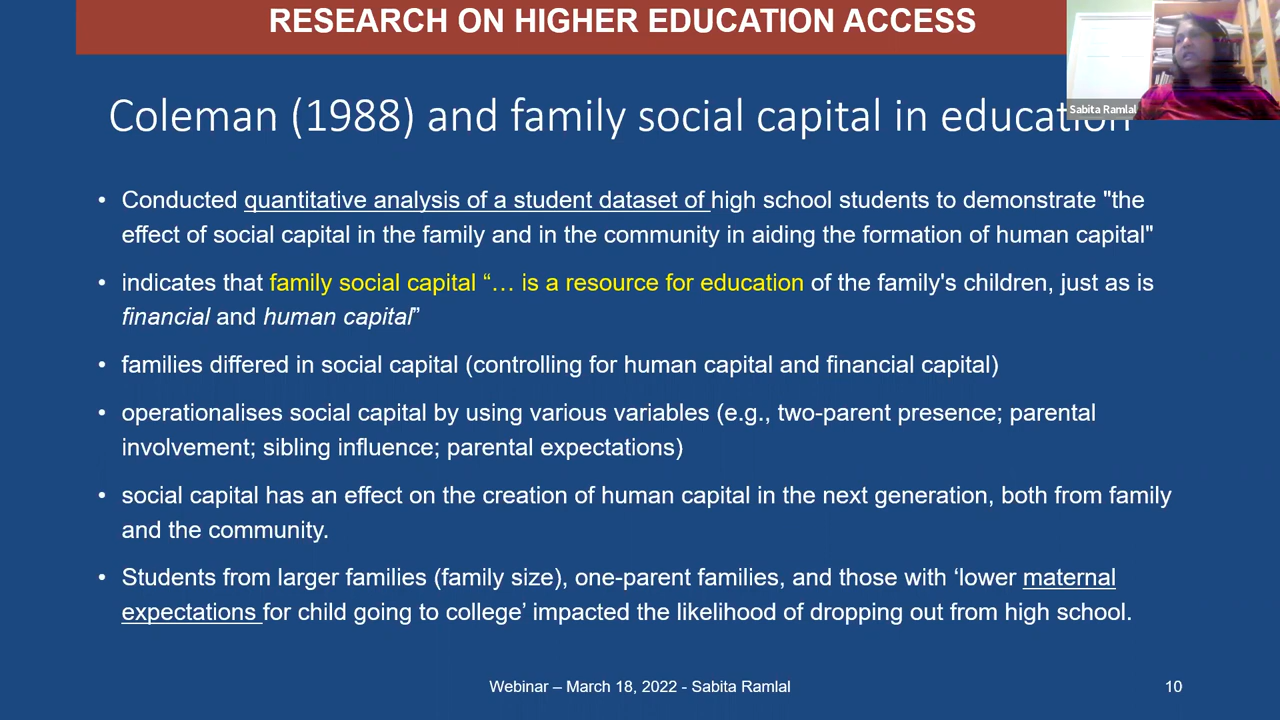 RESEARCH ON HIGHER EDUCATION ACCESS
Sabita Ramlal
Coleman (1988) and family social capital in education
• Conducted quantitative analysis of a student dataset of high school students to demonstrate "the
effect of social capital in the family and in the community in aiding the formation of human capital"
• indicates that family social capital “… is a resource for education of the family's children, just as is
financial and human capital”
• families differed in social capital (controlling for human capital and financial capital)
• operationalises social capital by using various variables (e.g., two-parent presence; parental
involvement; sibling influence; parental expectations)
• social capital has an effect on the creation of human capital in the next generation, both from family
and the community.
• Students from larger families (family size), one-parent families, and those with ‘lower maternal
expectations for child going to college’ impacted the likelihood of dropping out from high school.
Webinar – March 18, 2022 - Sabita Ramlal
10